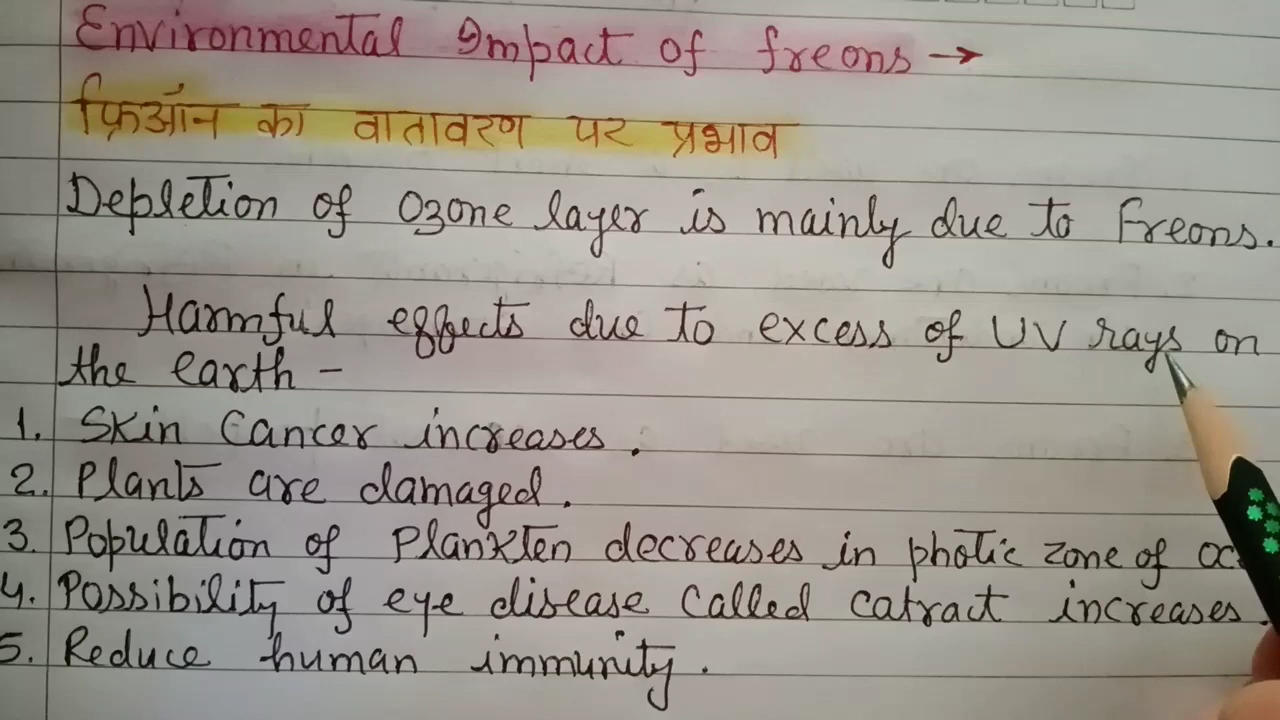 Environmental Impact of freons →
फ्रिऑन का वातावरण पर प्रभाव
Depletion of Ozone layer is mainly due to Freons.
Harmful effects due to excess of UV rays on
the earth -
1. Skin Cancer increases.
2. Plants are damaged.
3. Population of Plankten decreases in photic zone of
4. Possibility of eye disease called catract increases.
5. Reduce human immunity.